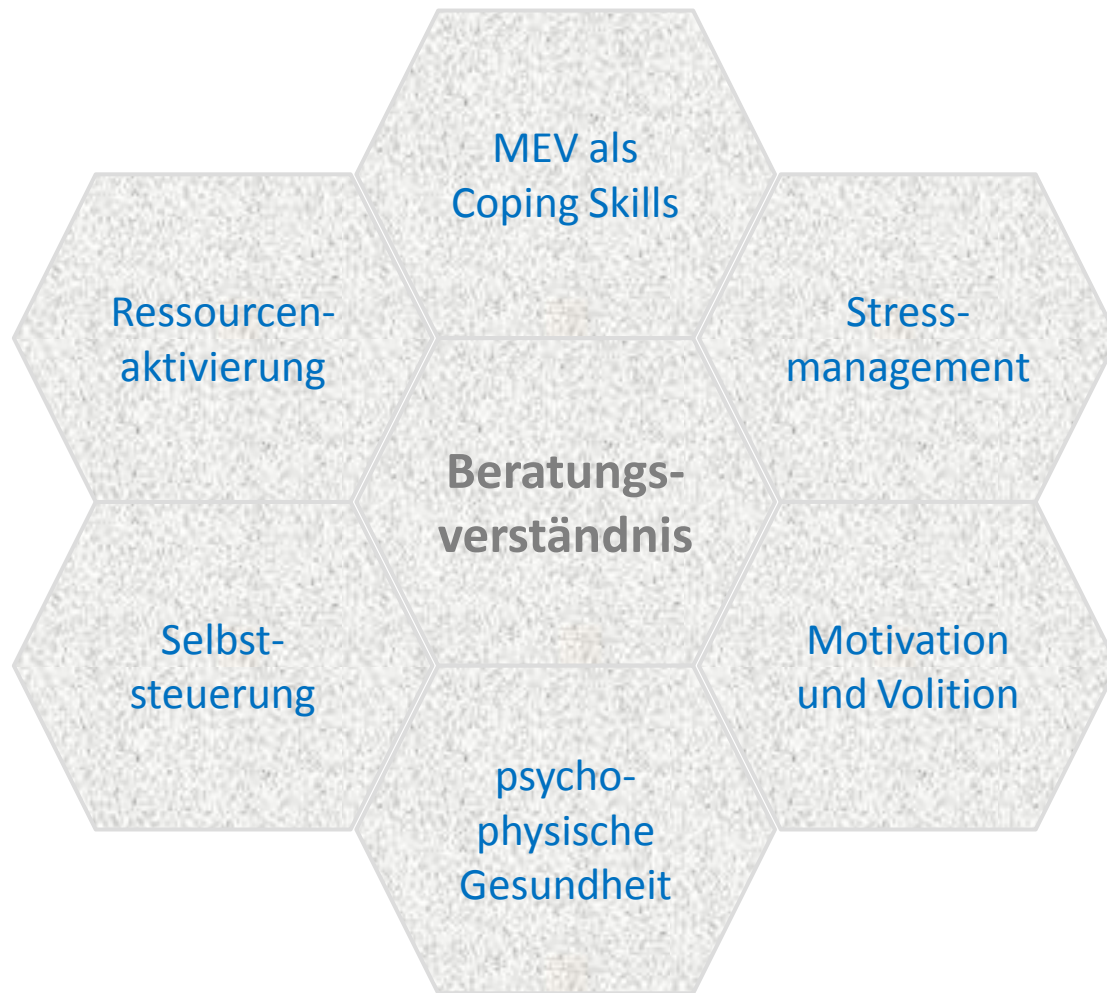 MEV als
Coping Skills
Ressourcen-
aktivierung
Stress-
management
Beratungs-
verständnis
Selbst-
steuerung
Motivation
und Volition
psycho-
physische
Gesundheit